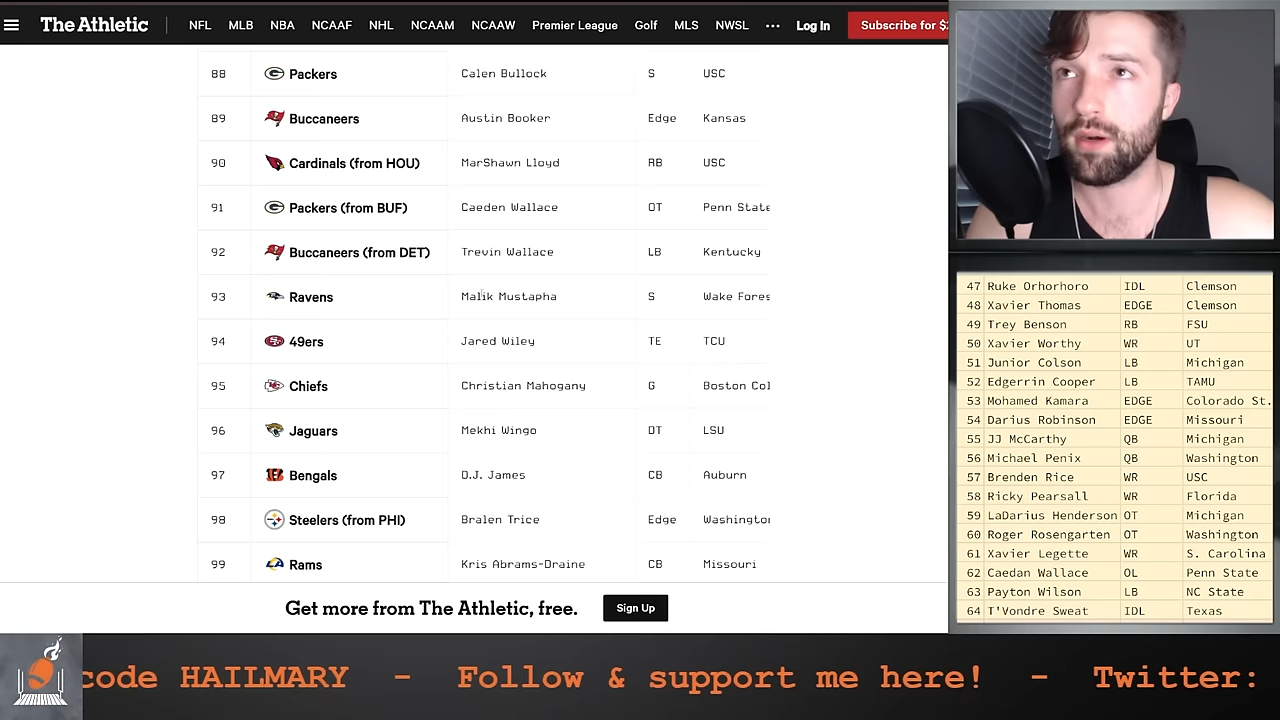 The Athletic NFL MLB NBA NCAAF NHL NCAAM NCAAW Premier League Golf MLS NWSL ... Log In Subscribe for $
88 Packers Calen Bullock S USC
89 Buccaneers Austin Booker Edge Kansas
90 Cardinals (from HOU) MarShawn Lloyd RB USC
91 Packers (from BUF) Caeden Wallace OT Penn State
92 Buccaneers (from DET) Trevin Wallace LB Kentucky
93 Ravens Malik Mustapha S Wake Fores
94 49ers Jared Wiley TE TCU
95 Chiefs Christian Mahogany G Boston Col
96 Jaguars Mekhi Wingo DT LSU
97 Bengals D.J. James CB Auburn
98 Steelers (from PHI) Bralen Trice Edge Washington
99 Rams Kris Abrams-Draine CB Missouri
Get more from The Athletic, free. Sign Up
47 Ruke Orhorhoro IDL Clemson
48 Xavier Thomas EDGE Clemson
49 Trey Benson RB FSU
50 Xavier Worthy WR UT
51 Junior Colson LB Michigan
52 Edgerrin Cooper LB TAMU
53 Mohamed Kamara EDGE Colorado St.
54 Darius Robinson EDGE Missouri
55 JJ McCarthy QB Michigan
56 Michael Penix QB Washington
57 Brenden Rice WR USC
58 Ricky Pearsall WR Florida
59 LaDarius Henderson OT Michigan
60 Roger Rosengarten OT Washington
61 Xavier Legette WR S. Carolina
62 Caedan Wallace OL Penn State
63 Payton Wilson LB NC State
64 T'Vondre Sweat IDL Texas
code HAILMARY - Follow & support me here! - Twitter: